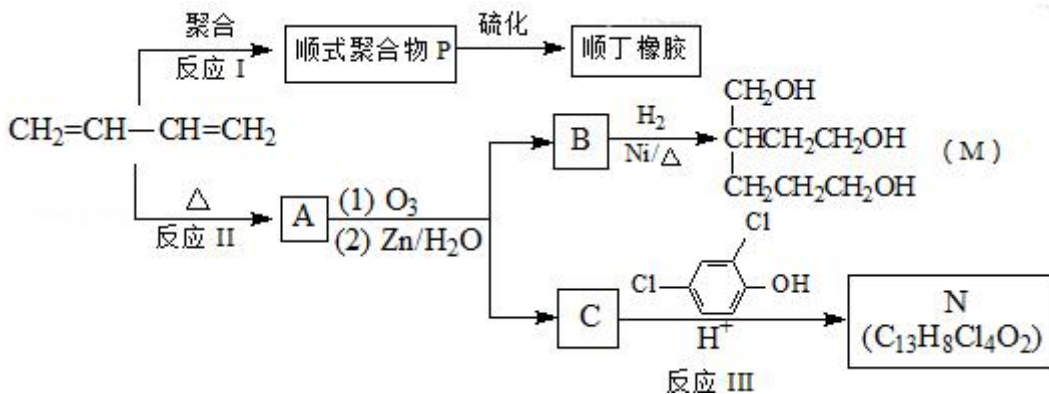 聚合
反应 I
顺式聚合物 P
硫化
顺丁橡胶
CH₂=CH—CH=CH₂
△
反应 II
A
(1) O₃
(2) Zn/H₂O
B
H₂
Ni/△
CH₂OH
CHCH₂CH₂OH
CH₂CH₂CH₂OH
(M)
C
Cl
Cl
OH
H⁺
反应 III
N
(C₁₃H₈Cl₄O₂)